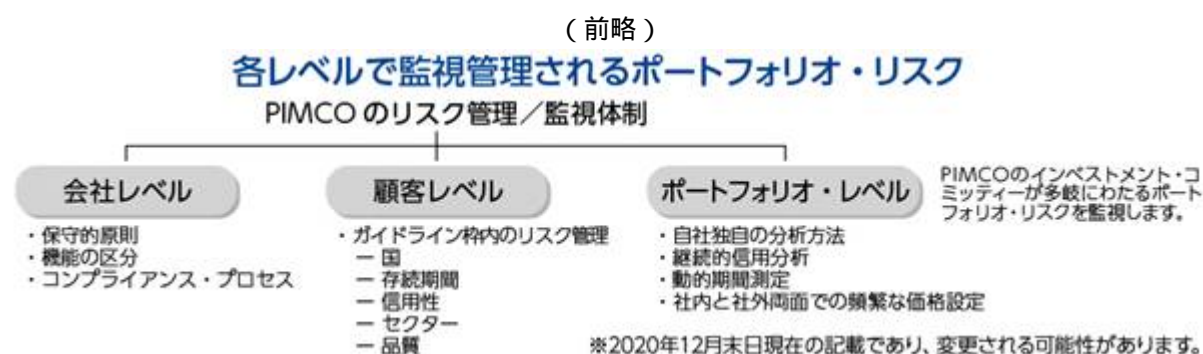 (前略)
各レベルで監視管理されるポートフォリオ・リスク
PIMCO のリスク管理／監視体制
会社レベル
・保守的原則
・機能の区分
・コンプライアンス・プロセス
顧客レベル
・ガイドライン枠内のリスク管理
ー 国
ー 存続期間
ー 信用性
ー セクター
ー 品質
ポートフォリオ・レベル
・自社独自の分析方法
・継続的信用分析
・動的期間測定
・社内と社外両面での頻繁な価格設定
PIMCOのインベストメント・コ
ミッティーが多岐にわたるポート
フォリオ・リスクを監視します。
※2020年12月末日現在の記載であり、変更される可能性があります。